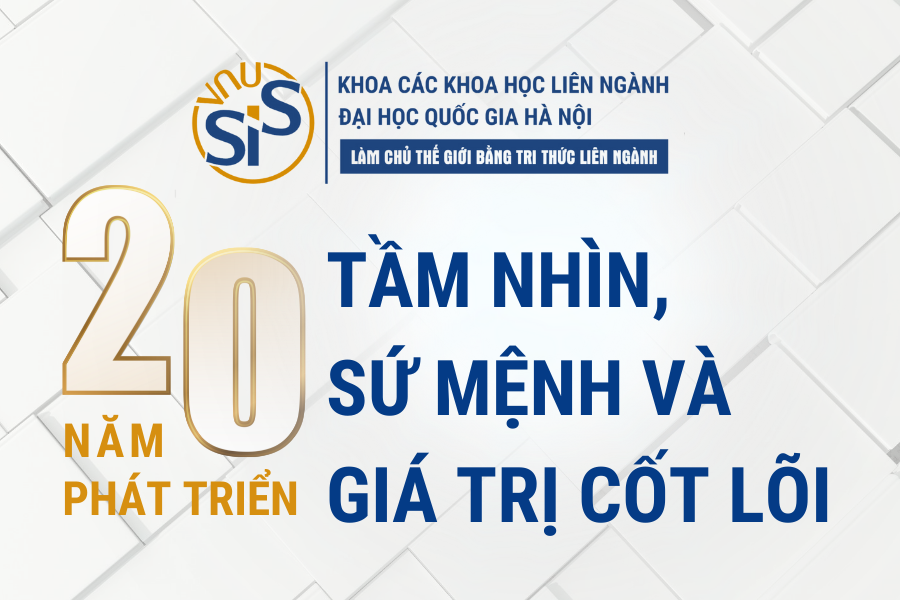 VNU
SIS
KHOA CÁC KHOA HỌC LIÊN NGÀNH
ĐẠI HỌC QUỐC GIA HÀ NỘI
LÀM CHỦ THẾ GIỚI BẰNG TRI THỨC LIÊN NGÀNH
20
NĂM
PHÁT TRIỂN
TẦM NHÌN,
SỨ MỆNH VÀ
GIÁ TRỊ CỐT LÕI